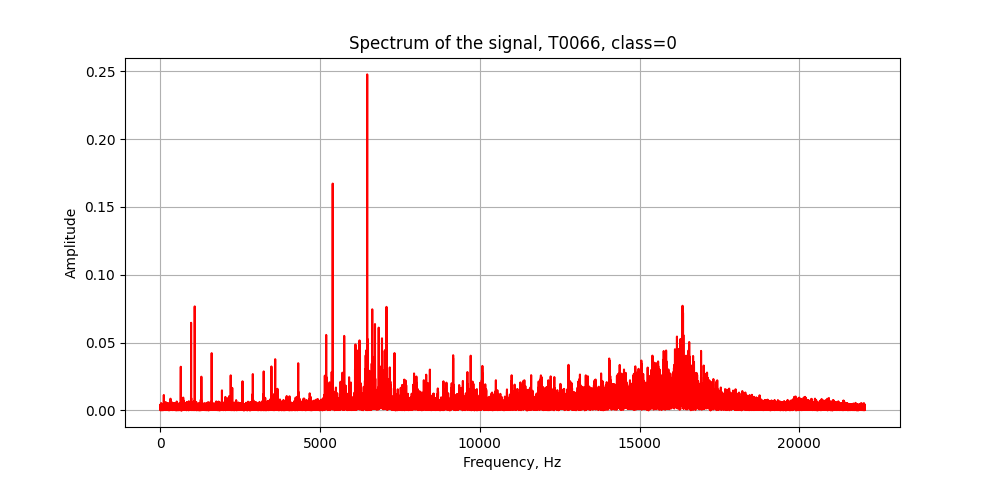 Spectrum of the signal, T0066, class=0
0.25
0.20
0.15
0.10
0.05
0.00
Amplitude
0 5000 10000 15000 20000
Frequency, Hz